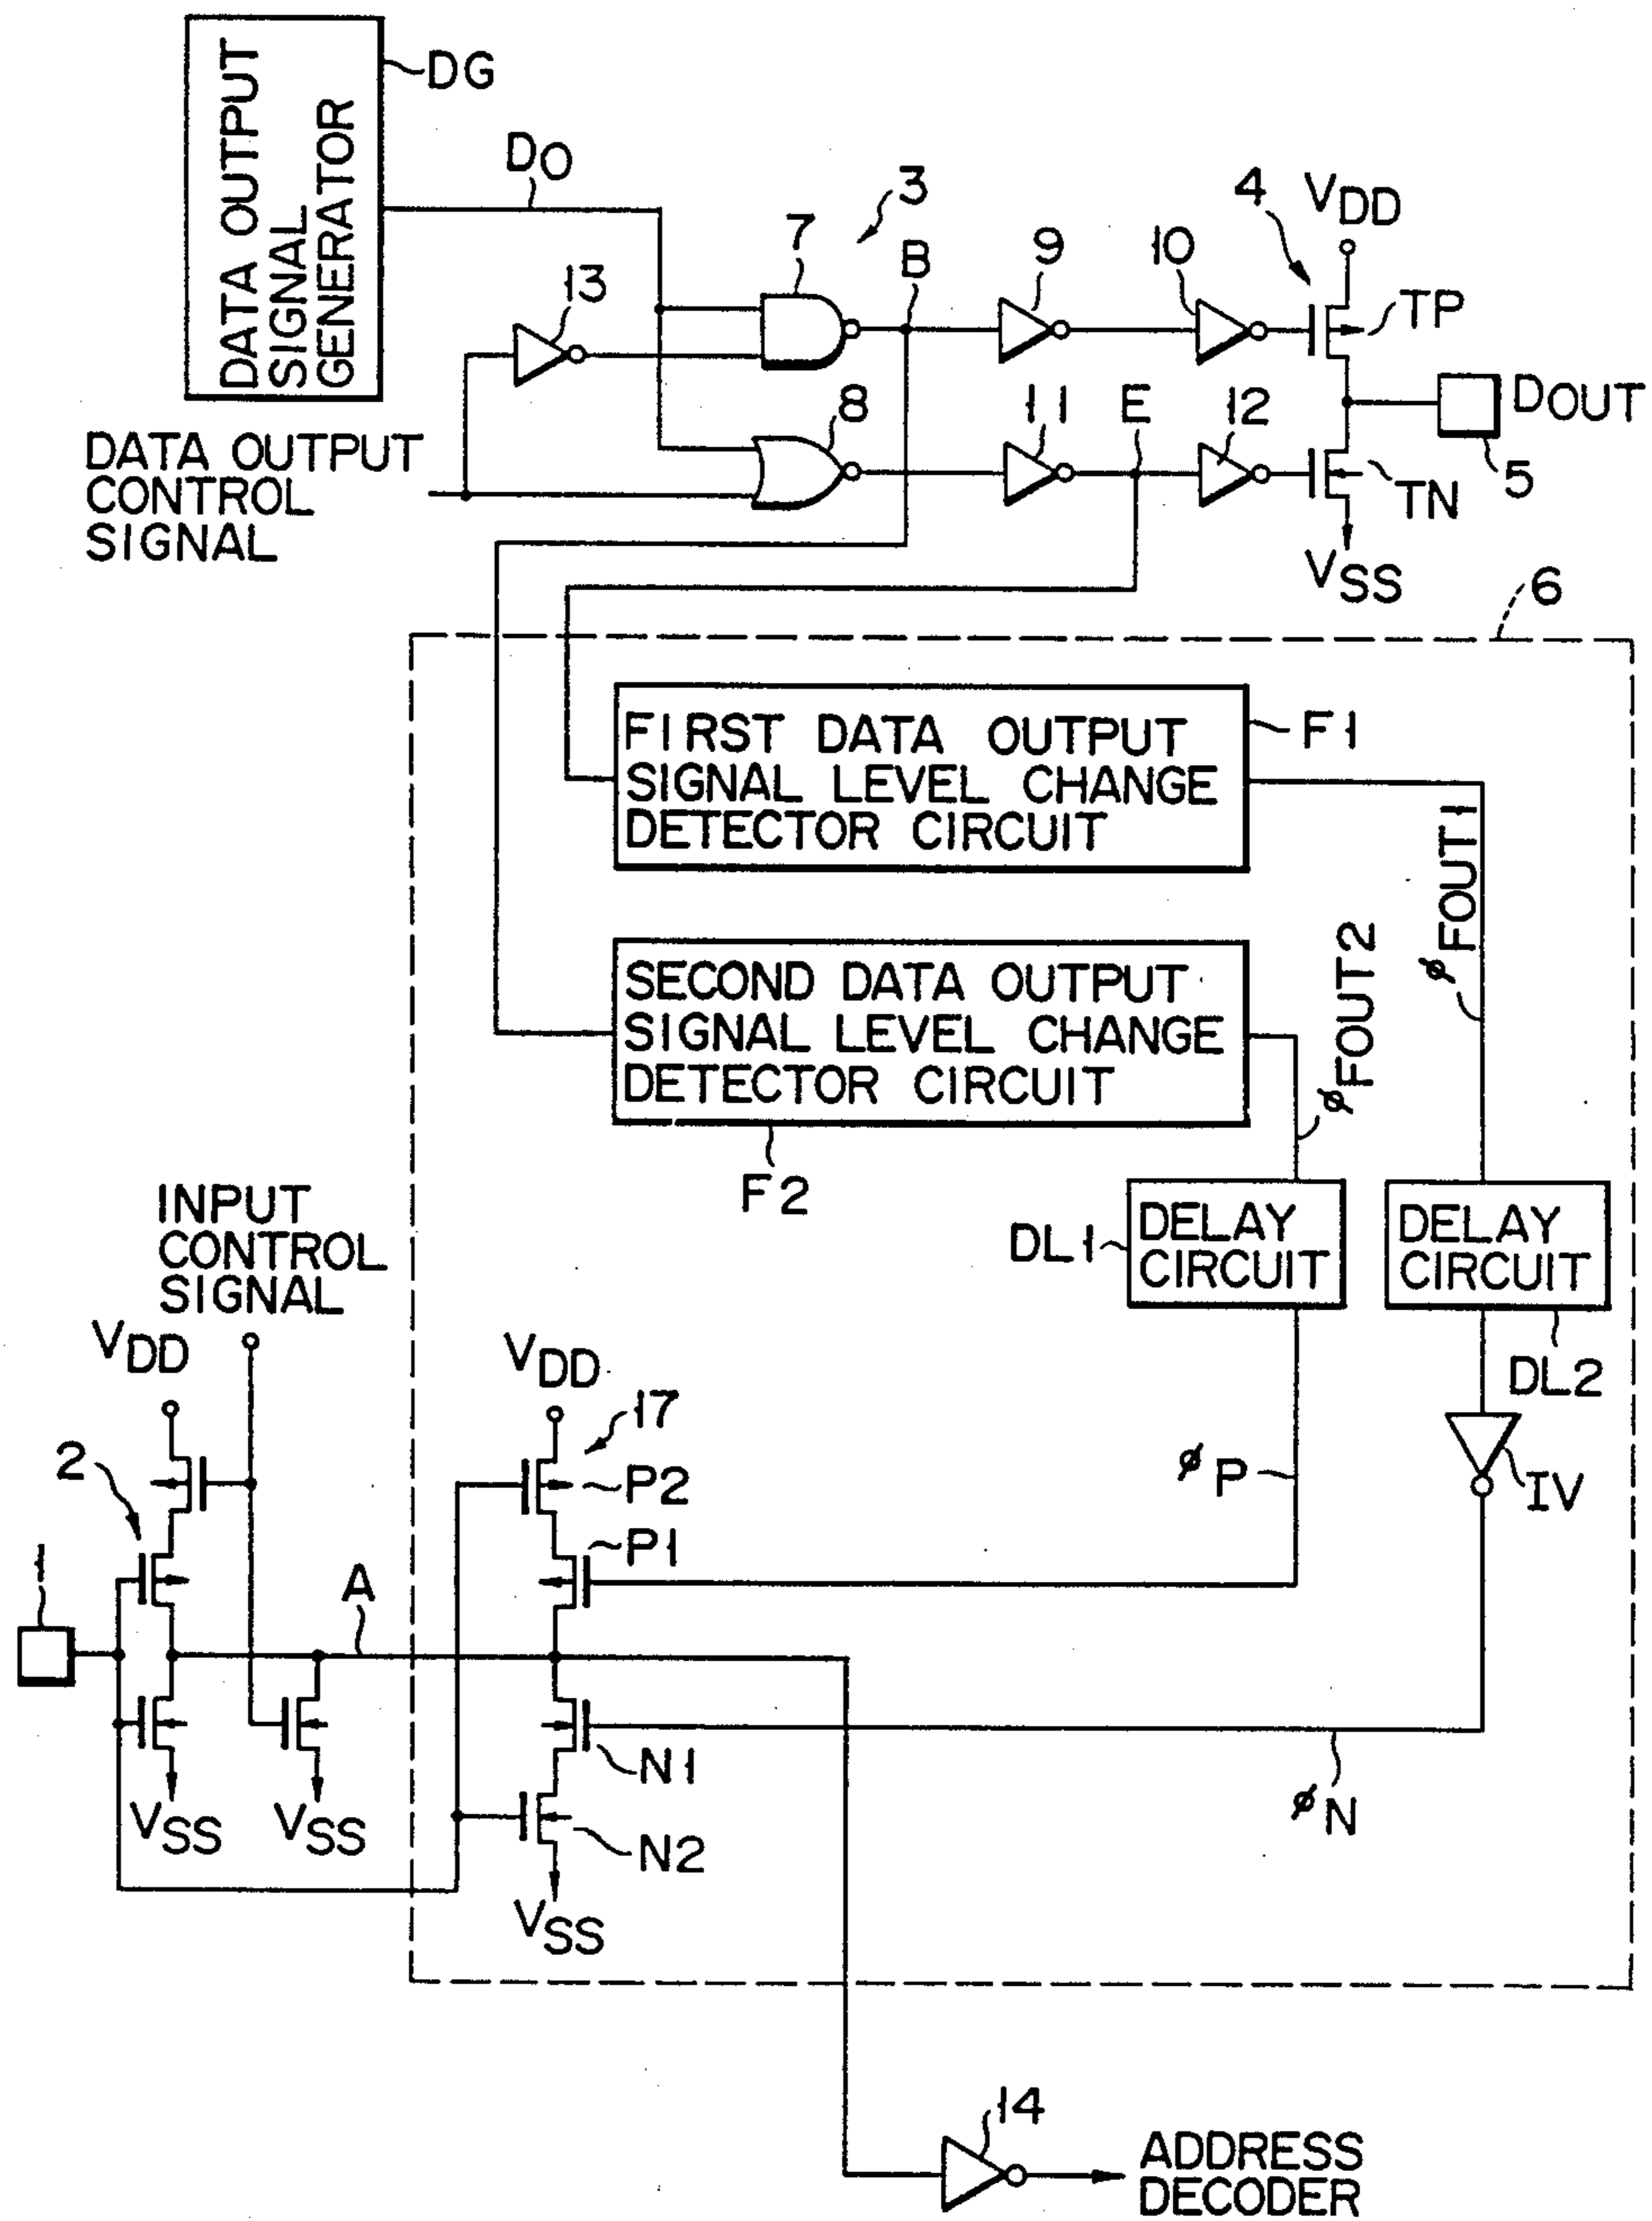 DATA OUTPUT
SIGNAL
GENERATOR
DG
DO
3
4
VDD
7
B
9
10
13
TP
8
11
E
12
DOUT
5
TN
VSS
DATA OUTPUT
CONTROL
SIGNAL
6
FIRST DATA OUTPUT
SIGNAL LEVEL CHANGE
DETECTOR CIRCUIT
F1
φFOUT1
SECOND DATA OUTPUT
SIGNAL LEVEL CHANGE
DETECTOR CIRCUIT
φFOUT2
F2
INPUT
CONTROL
SIGNAL
DL1
DELAY
CIRCUIT
DELAY
CIRCUIT
DL2
VDD
VDD
17
2
P2
φP
IV
P1
1
A
N1
φN
VSS
VSS
N2
VSS
14
ADDRESS
DECODER